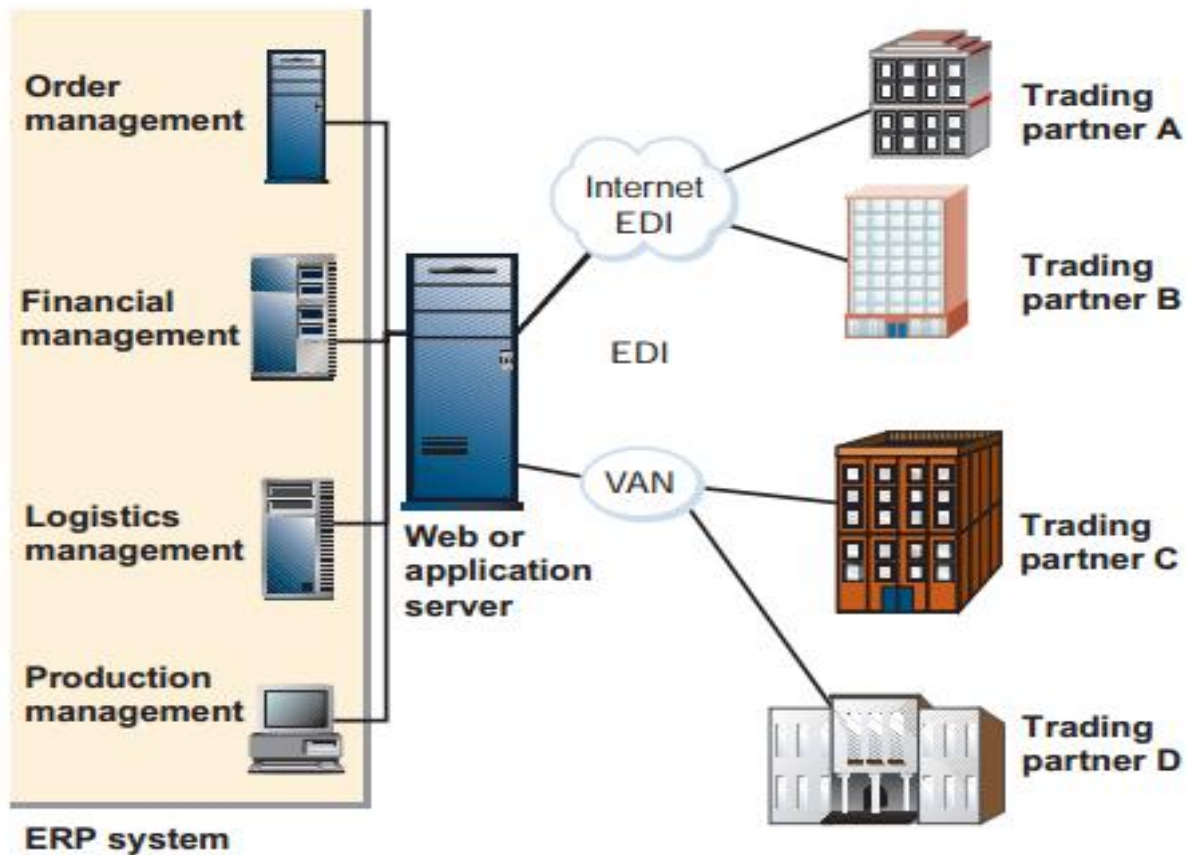 Order
management
Financial
management
Logistics
management
Production
management
ERP system
Web or
application
server
Internet
EDI
EDI
VAN
Trading
partner A
Trading
partner B
Trading
partner C
Trading
partner D